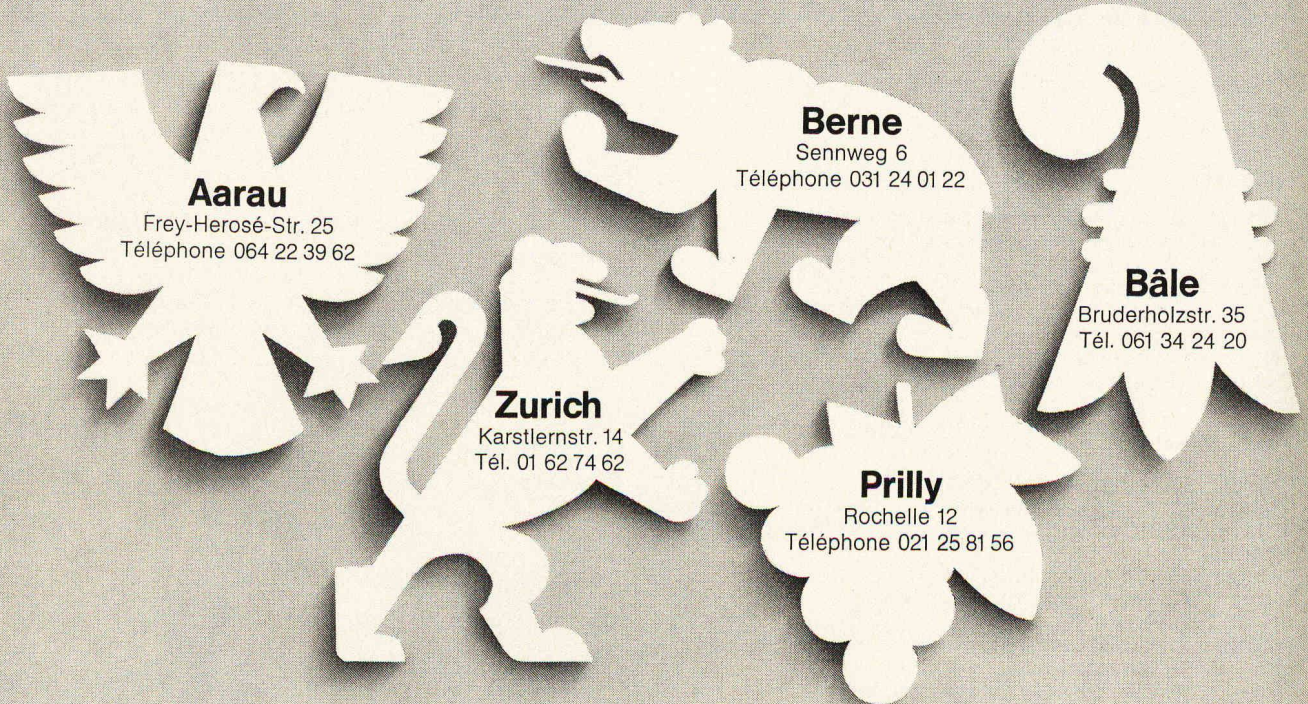 Aarau
Frey-Herosé-Str. 25
Téléphone 064 22 39 62
Berne
Sennweg 6
Téléphone 031 24 01 22
Bâle
Bruderholzstr. 35
Tél. 061 34 24 20
Zurich
Karstlernstr. 14
Tél. 01 62 74 62
Prilly
Rochelle 12
Téléphone 021 25 81 56